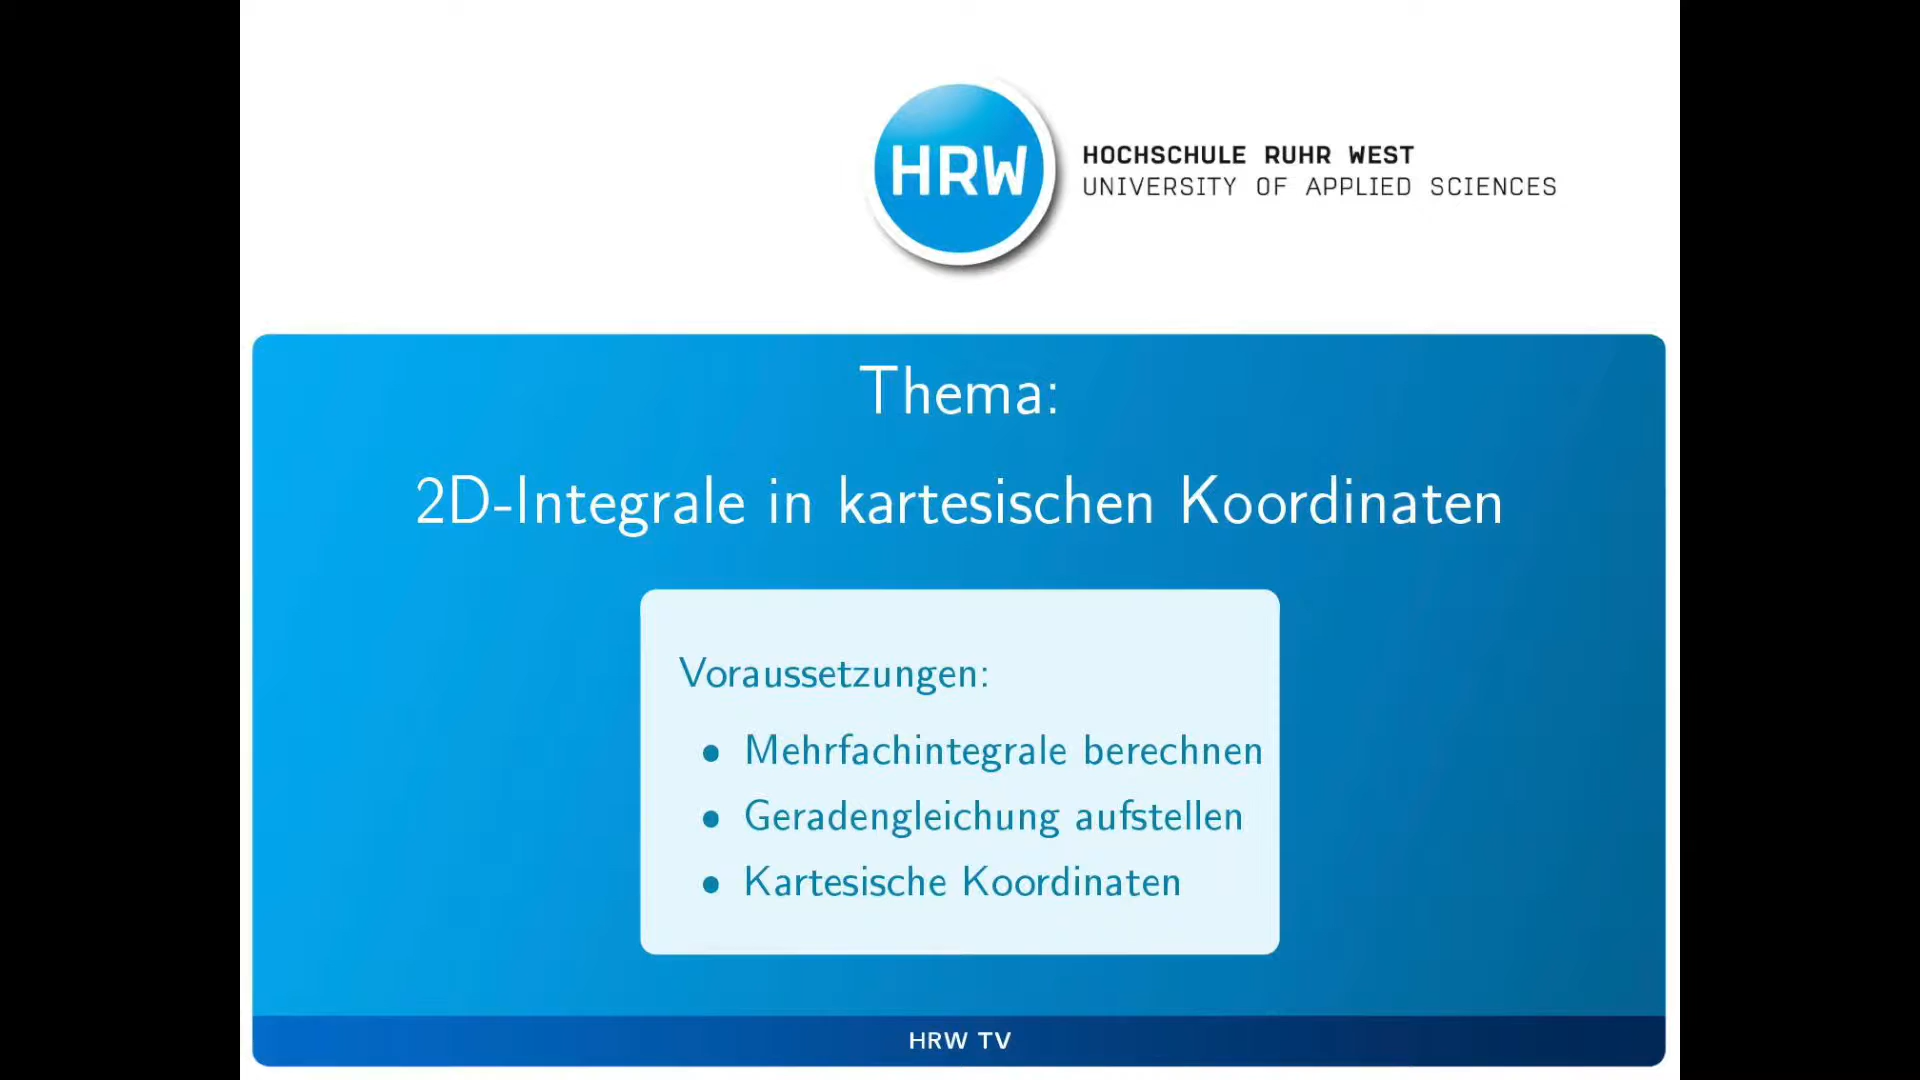 HRW
HOCHSCHULE RUHR WEST
UNIVERSITY OF APPLIED SCIENCES
Thema:
2D-Integrale in kartesischen Koordinaten
Voraussetzungen:
• Mehrfachintegrale berechnen
• Geradengleichung aufstellen
• Kartesische Koordinaten
HRW TV